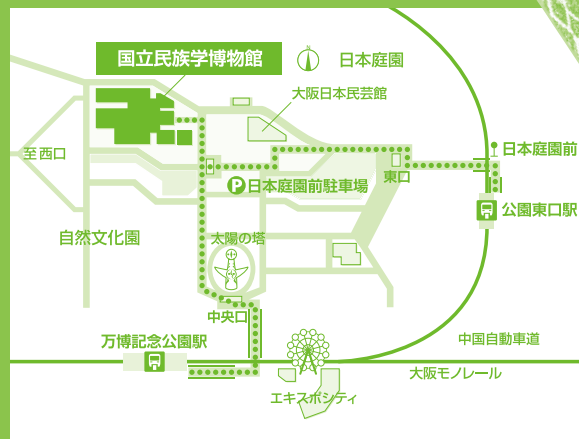 国立民族学博物館
N
日本庭園
大阪日本民芸館
日本庭園前
至西口
東口
P日本庭園前駐車場
公園東口駅
自然文化園
太陽の塔
中央口
万博記念公園駅
中国自動車道
大阪モノレール
エキスポシティ